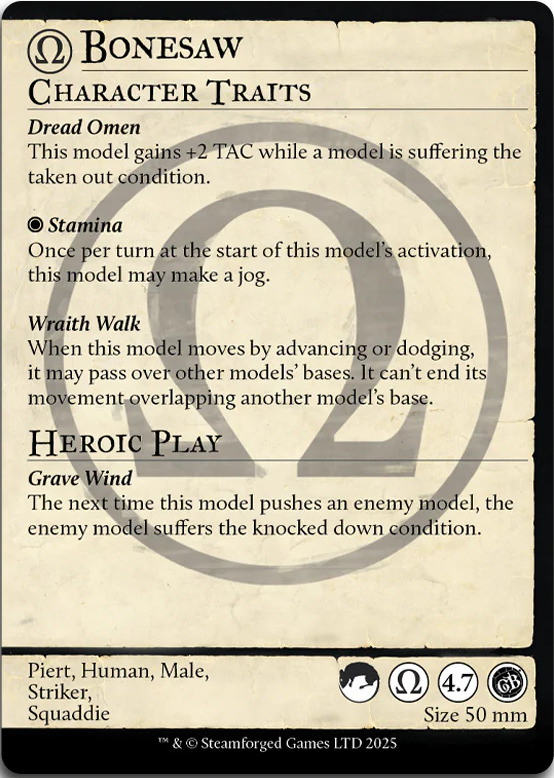 Ω Bonesaw
Character Traits
Dread Omen
This model gains +2 TAC while a model is suffering the
taken out condition.
◉ Stamina
Once per turn at the start of this model's activation,
this model may make a jog.
Wraith Walk
When this model moves by advancing or dodging,
it may pass over other models' bases. It can't end its
movement overlapping another model's base.
Heroic Play
Grave Wind
The next time this model pushes an enemy model, the
enemy model suffers the knocked down condition.
Piert, Human, Male,
Striker,
Squaddie
Ω 4.7 GB
Size 50 mm
™ & © Steamforged Games LTD 2025